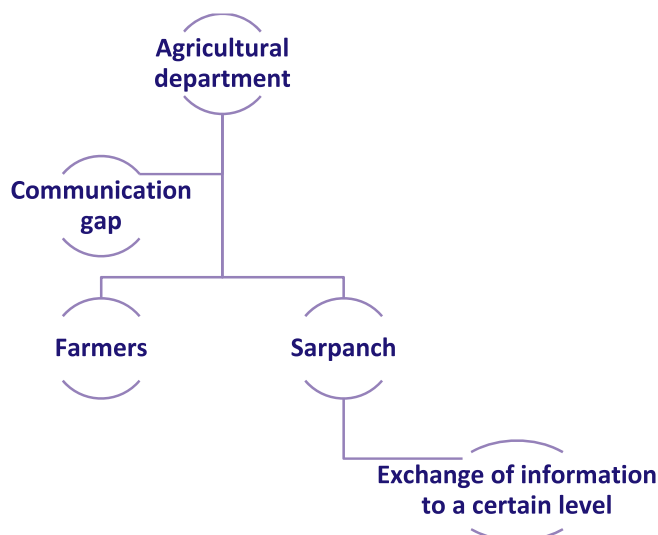 Agricultural
department
Communication
gap
Farmers
Sarpanch
Exchange of information
to a certain level